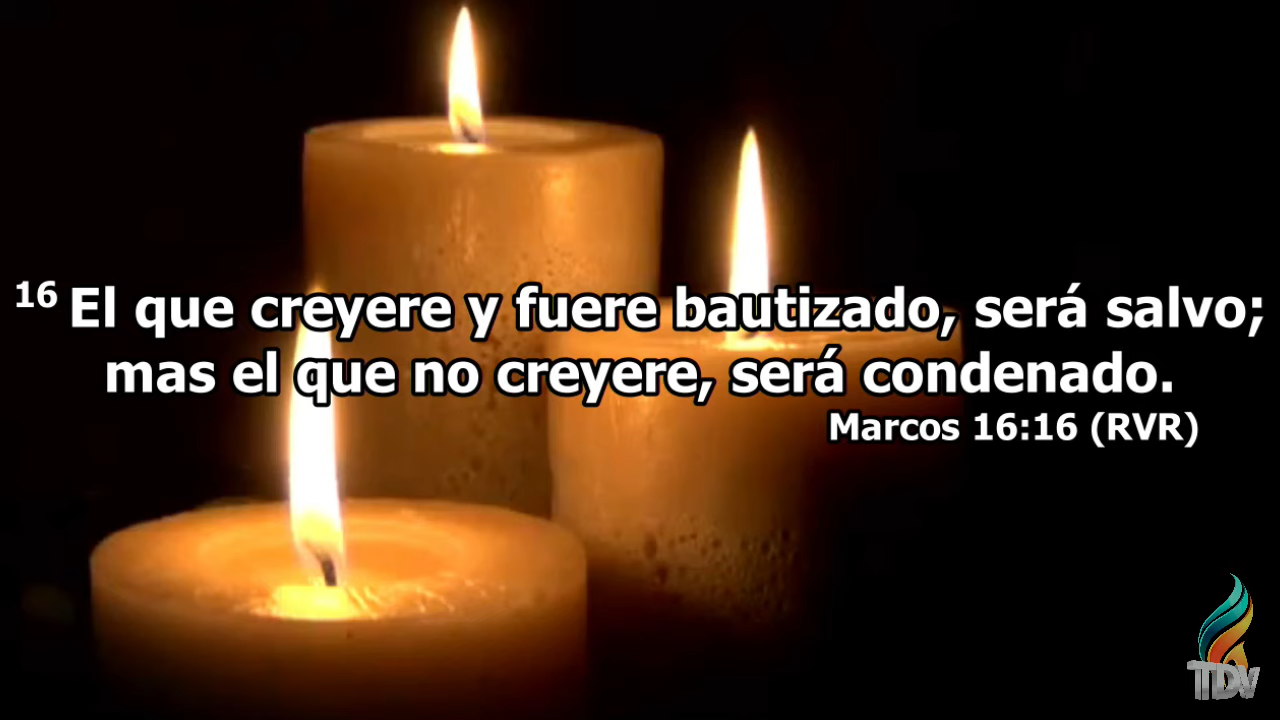 16 El que creyere y fuere bautizado, será salvo;
mas el que no creyere, será condenado.
Marcos 16:16 (RVR)
TDV